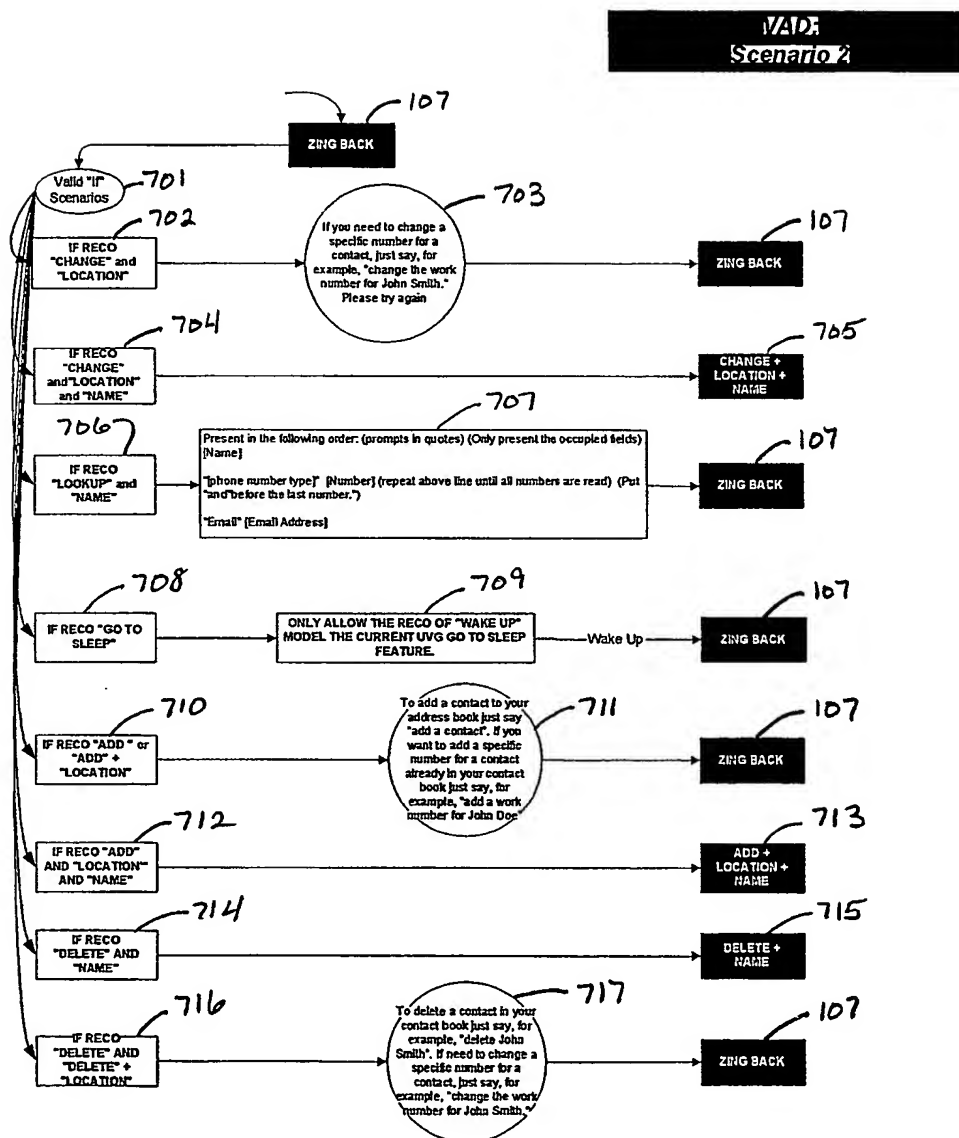 VAD:
Scenario 2
107
ZING BACK
Valid "If"
Scenarios
701
702
IF RECO
"CHANGE" and
"LOCATION"
703
If you need to change a
specific number for a
contact, just say, for
example, "change the work
number for John Smith."
Please try again
107
ZING BACK
704
IF RECO
"CHANGE"
and"LOCATION"
and "NAME"
705
CHANGE +
LOCATION +
NAME
706
IF RECO
"LOOKUP" and
"NAME"
707
Present in the following order: (prompts in quotes) (Only present the occupied fields)
[Name]
"[phone number type]" [Number] (repeat above line until all numbers are read) (Put
"and"before the last number.")
"Email" [Email Address]
107
ZING BACK
708
IF RECO "GO TO
SLEEP"
709
ONLY ALLOW THE RECO OF "WAKE UP"
MODEL THE CURRENT UVG GO TO SLEEP
FEATURE.
Wake Up
107
ZING BACK
710
IF RECO "ADD " or
"ADD" +
"LOCATION"
711
To add a contact to your
address book just say
"add a contact". If you
want to add a specific
number for a contact
already in your contact
book just say, for
example, "add a work
number for John Doe"
107
ZING BACK
712
IF RECO "ADD"
AND "LOCATION"
AND "NAME"
713
ADD +
LOCATION +
NAME
714
IF RECO
"DELETE" AND
"NAME"
715
DELETE +
NAME
716
IF RECO
"DELETE" AND
"DELETE" +
"LOCATION"
717
To delete a contact in your
contact book just say, for
example, "delete John
Smith". If need to change a
specific number for a
contact, just say, for
example, "change the work
number for John Smith."
107
ZING BACK